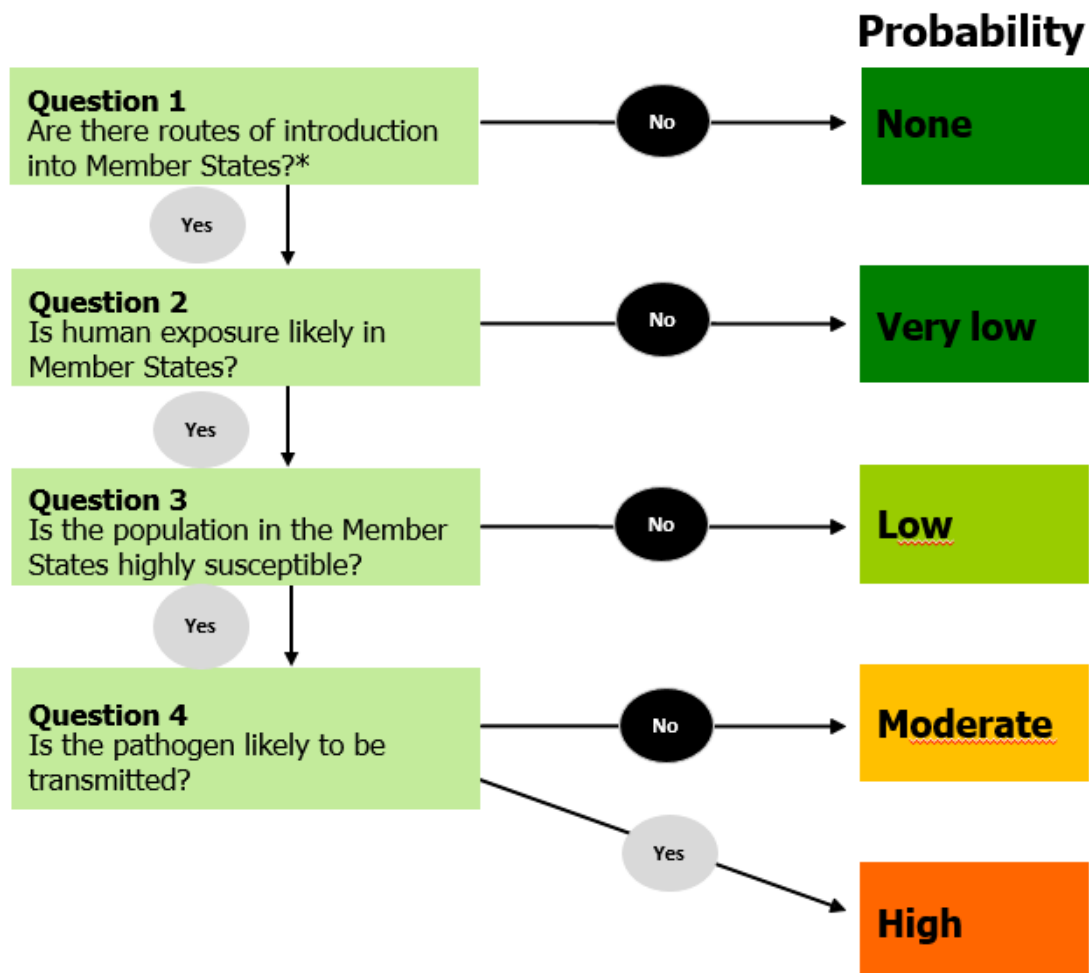 Probability
Question 1
Are there routes of introduction
into Member States?*
No
None
Yes
Question 2
Is human exposure likely in
Member States?
No
Very low
Yes
Question 3
Is the population in the Member
States highly susceptible?
No
Low
Yes
Question 4
Is the pathogen likely to be
transmitted?
No
Moderate
Yes
High